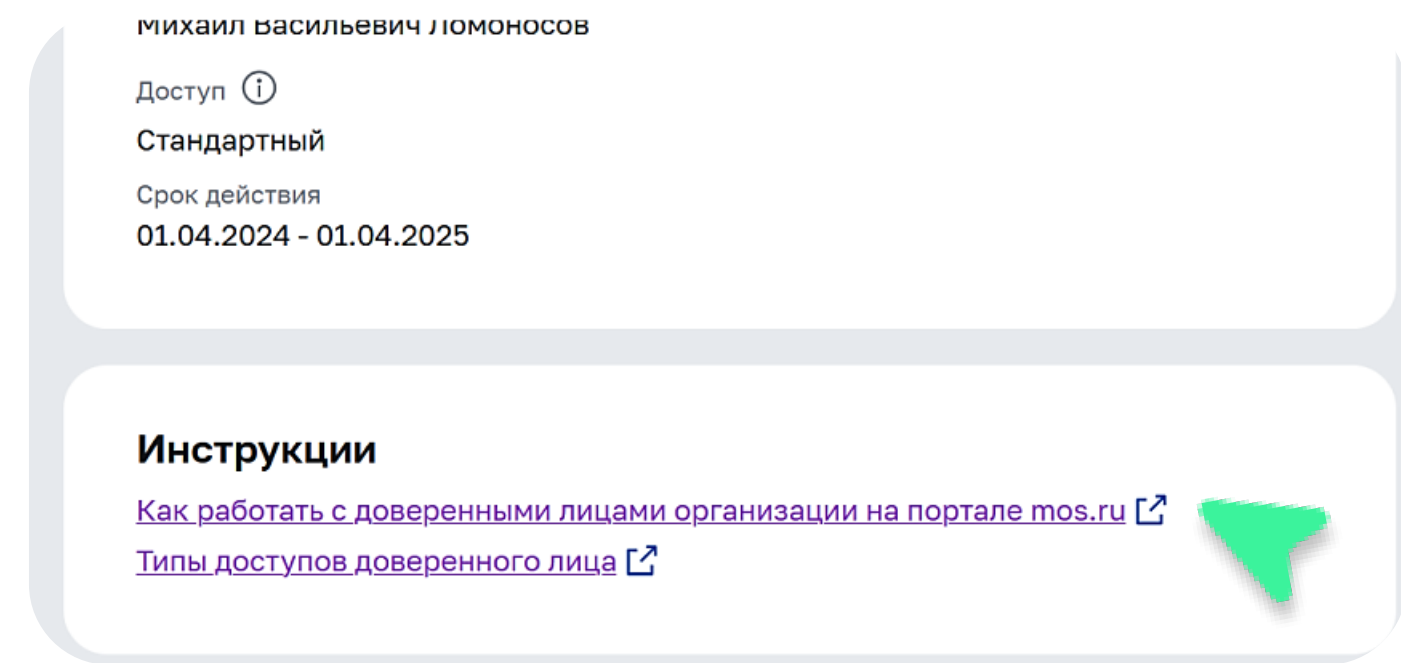 Михаил Васильевич Ломоносов
Доступ
Стандартный
Срок действия
01.04.2024 - 01.04.2025
Инструкции
Как работать с доверенными лицами организации на портале mos.ru
Типы доступов доверенного лица